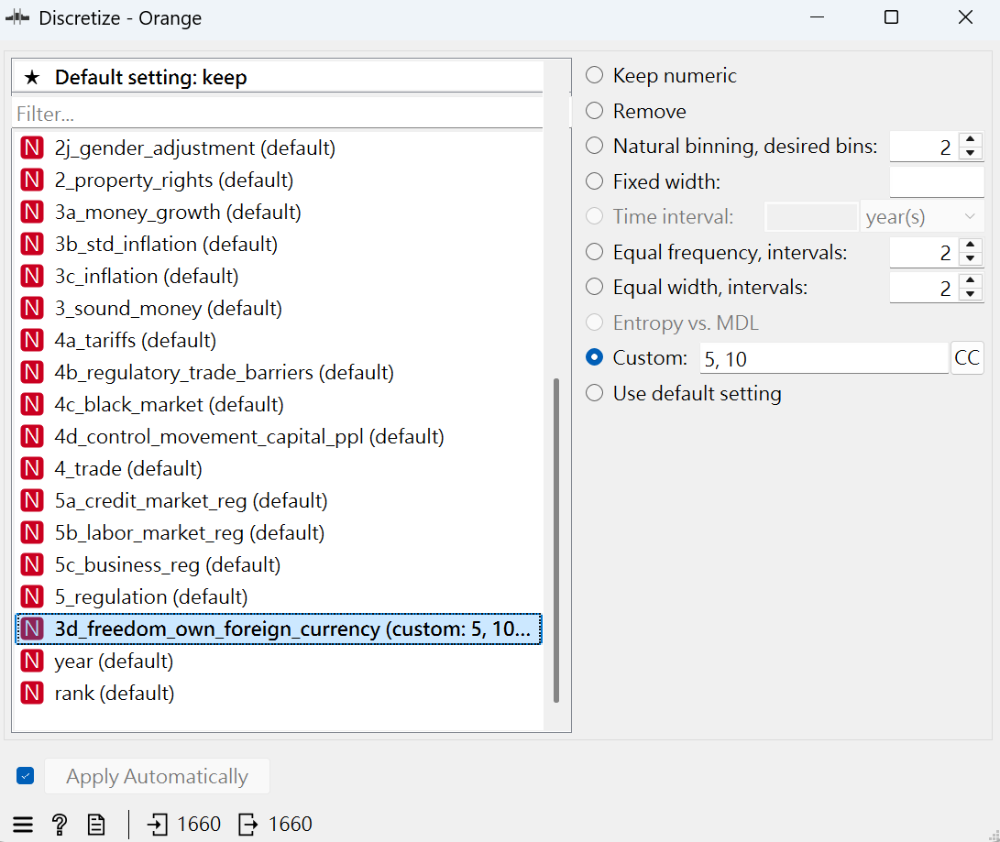 Discretize - Orange
★ Default setting: keep
Filter...
N 2j_gender_adjustment (default)
N 2_property_rights (default)
N 3a_money_growth (default)
N 3b_std_inflation (default)
N 3c_inflation (default)
N 3_sound_money (default)
N 4a_tariffs (default)
N 4b_regulatory_trade_barriers (default)
N 4c_black_market (default)
N 4d_control_movement_capital_ppl (default)
N 4_trade (default)
N 5a_credit_market_reg (default)
N 5b_labor_market_reg (default)
N 5c_business_reg (default)
N 5_regulation (default)
N 3d_freedom_own_foreign_currency (custom: 5, 10...
N year (default)
N rank (default)
Keep numeric
Remove
Natural binning, desired bins: 2
Fixed width:
Time interval: year(s)
Equal frequency, intervals: 2
Equal width, intervals: 2
Entropy vs. MDL
Custom: 5, 10 CC
Use default setting
Apply Automatically
? 1660 1660